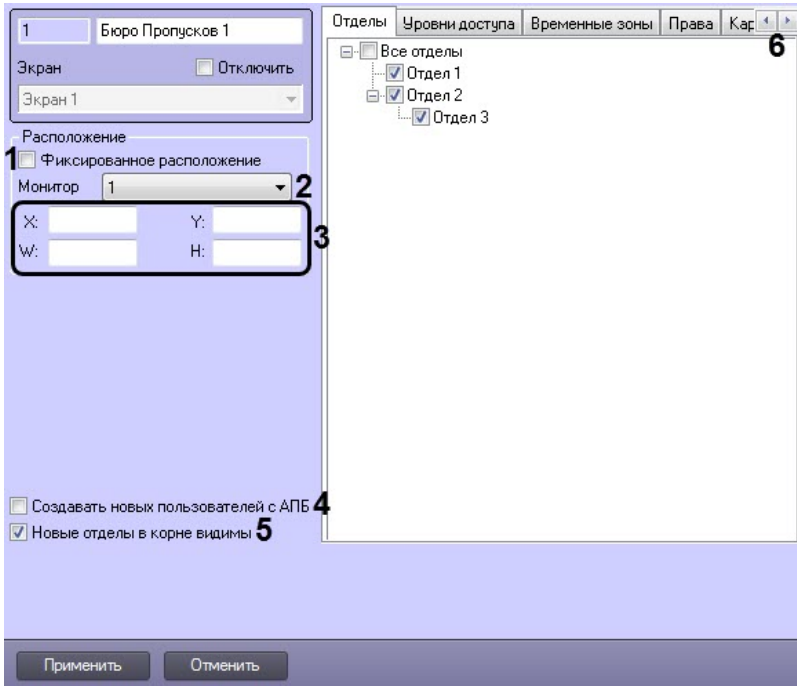 1 Бюро Пропусков 1
Экран Отключить
Экран 1
Расположение
1 Фиксированное расположение
Монитор 1 2
X: Y:
W: H:
3
Создавать новых пользователей с АПБ 4
Новые отделы в корне видимы 5
Отделы Уровни доступа Временные зоны Права Кар
6
Все отделы
Отдел 1
Отдел 2
Отдел 3
Применить Отменить